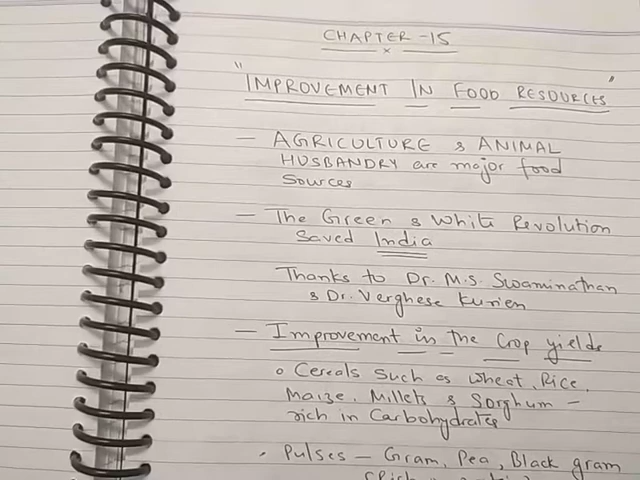 CHAPTER -15
×
"IMPROVEMENT IN FOOD RESOURCES"
— AGRICULTURE & ANIMAL
HUSBANDRY are major food
Sources
— The Green & White Revolution
Saved India
Thanks to Dr. M.S. Swaminathan
& Dr. Verghese Kurien
— Improvement in the Crop yields
o Cereals Such as wheat, Rice,
Maize, Millets & Sorghum –
rich in Carbohydrates
• Pulses – Gram, Pea, Black gram